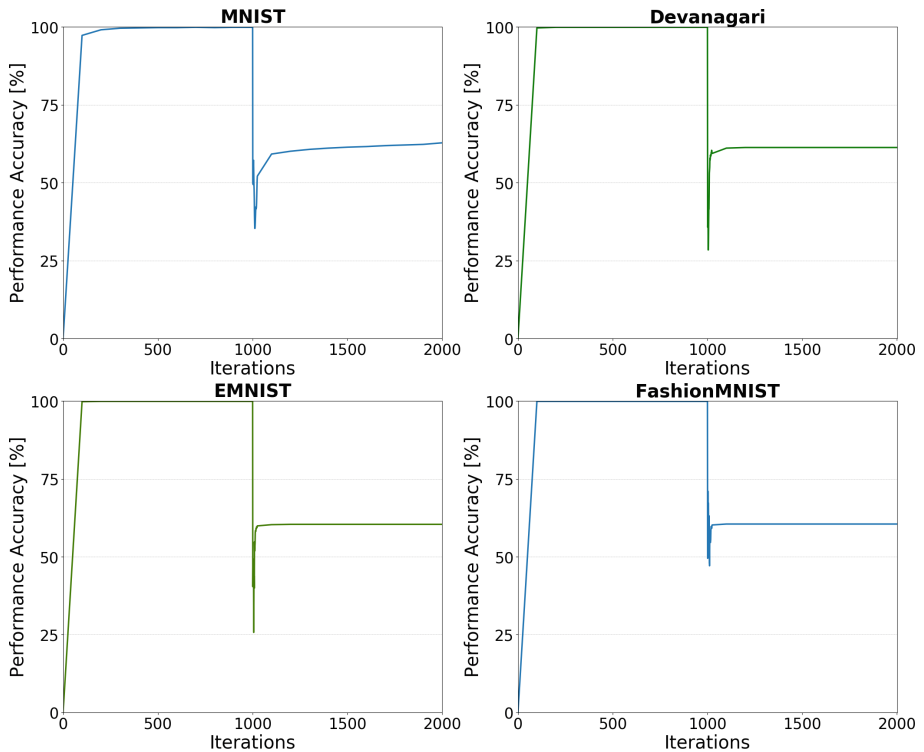 MNIST
Performance Accuracy [%]
100
75
50
25
0
0 500 1000 1500 2000
Iterations
Devanagari
Performance Accuracy [%]
100
75
50
25
0
0 500 1000 1500 2000
Iterations
EMNIST
Performance Accuracy [%]
100
75
50
25
0
0 500 1000 1500 2000
Iterations
FashionMNIST
Performance Accuracy [%]
100
75
50
25
0
0 500 1000 1500 2000
Iterations